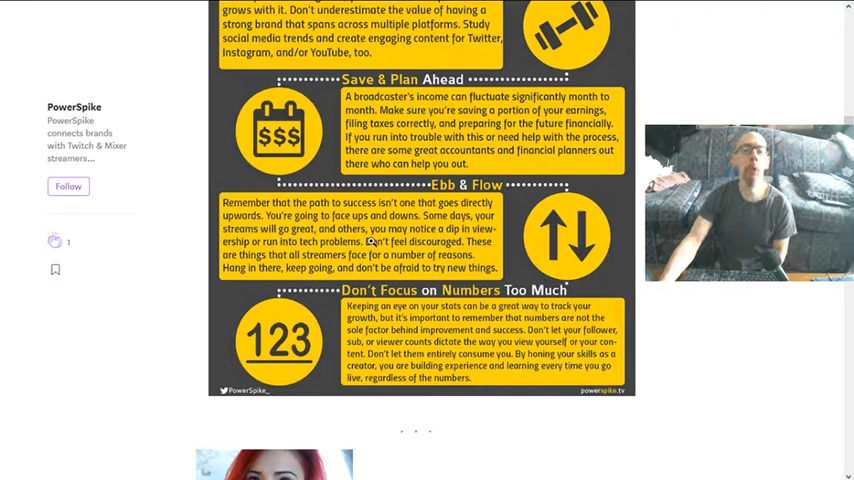 grows with it. Don't underestimate the value of having a
strong brand that spans across multiple platforms. Study
social media trends and create engaging content for Twitter,
Instagram, and/or YouTube, too.
Save & Plan Ahead
PowerSpike
PowerSpike
connects brands
with Twitch & Mixer
streamers...
Follow
1
$$$
A broadcaster's income can fluctuate significantly month to
month. Make sure you're saving a portion of your earnings,
filing taxes correctly, and preparing for the future financially.
If you run into trouble with this or need help with the process,
there are some great accountants and financial planners out
there who can help you out.
Ebb & Flow
Remember that the path to success isn't one that goes directly
upwards. You're going to face ups and downs. Some days, your
streams will go great, and others, you may notice a dip in view-
ership or run into tech problems. Don't feel discouraged. These
are things that all streamers face for a number of reasons.
Hang in there, keep going, and don't be afraid to try new things.
Don't Focus on Numbers Too Much
123
Keeping an eye on your stats can be a great way to track your
growth, but it's important to remember that numbers are not the
sole factor behind improvement and success. Don't let your follower,
sub, or viewer counts dictate the way you view yourself or your con-
tent. Don't let them entirely consume you. By honing your skills as a
creator, you are building experience and learning every time you go
live, regardless of the numbers.
PowerSpike_
powerspike.tv